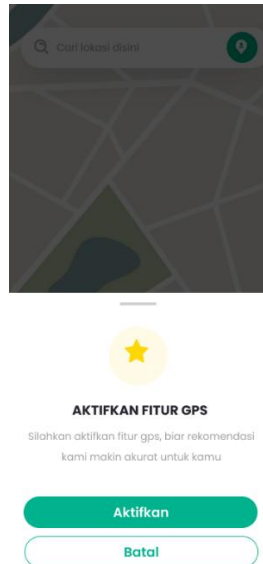 Cari lokasi disini
AKTIFKAN FITUR GPS
Silahkan aktifkan fitur gps, biar rekomendasi
kami makin akurat untuk kamu
Aktifkan
Batal